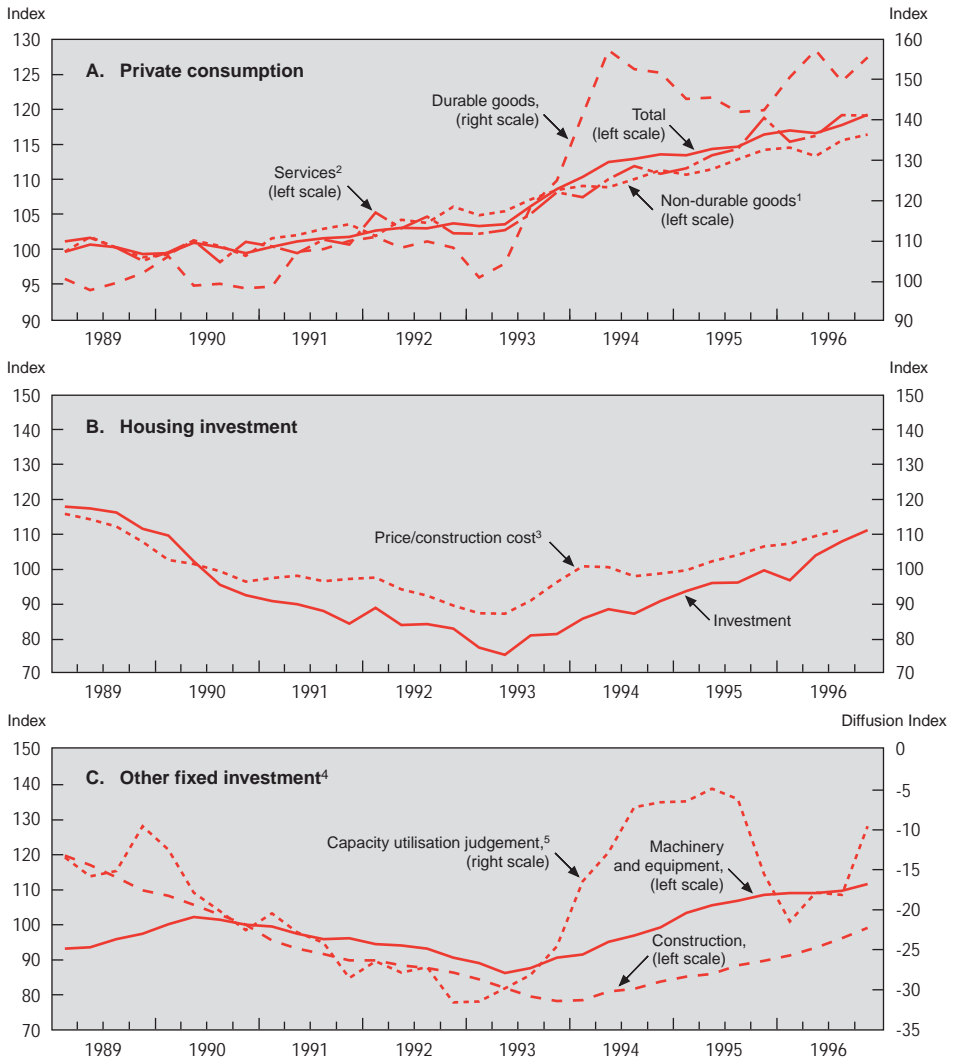 Index Index
130 160
A. Private consumption
125 150
120 140
115 130
110 120
105 110
100 100
95
90 90
Durable goods,
(right scale)
Total
(left scale)
Services²
(left scale)
Non-durable goods¹
(left scale)
1989 1990 1991 1992 1993 1994 1995 1996
Index Index
150 150
140 140
B. Housing investment
130 130
120 120
110 110
100 100
90 90
80 80
70 70
Price/construction cost³
Investment
1989 1990 1991 1992 1993 1994 1995 1996
Index Diffusion Index
150 0
C. Other fixed investment⁴
140 -5
130 -10
120 -15
110 -20
100 -25
90 -30
80
70 -35
Capacity utilisation judgement,⁵
(right scale)
Machinery
and equipment,
(left scale)
Construction,
(left scale)
1989 1990 1991 1992 1993 1994 1995 1996